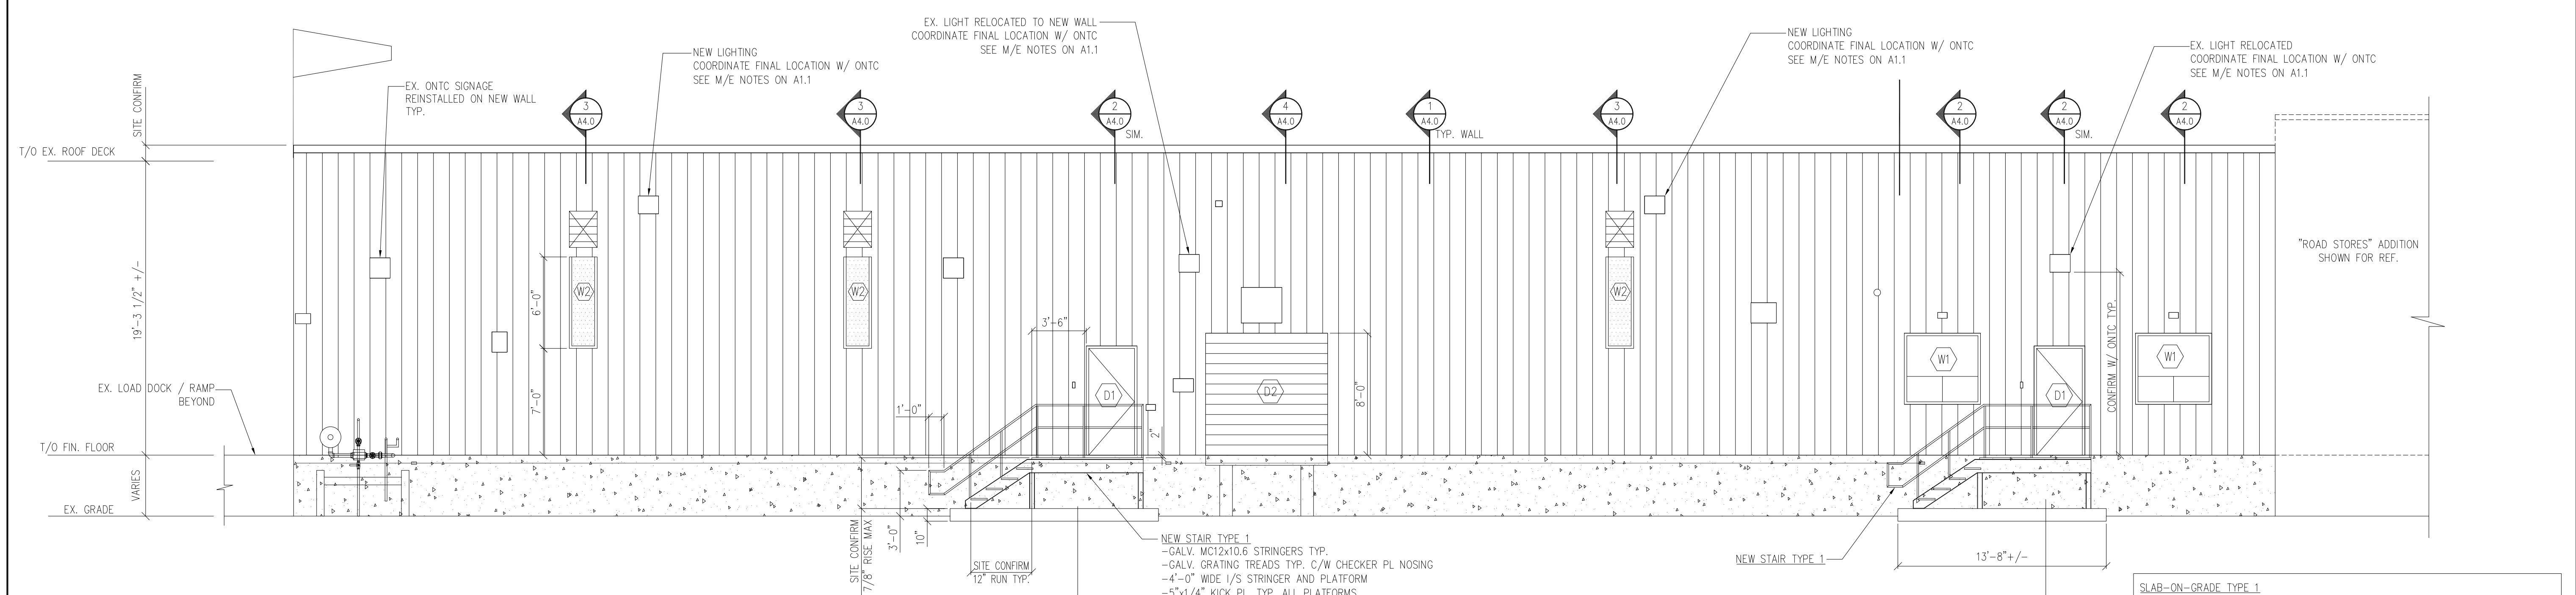 EX. LIGHT RELOCATED TO NEW WALL
COORDINATE FINAL LOCATION W/ ONTC
SEE M/E NOTES ON A1.1
NEW LIGHTING
COORDINATE FINAL LOCATION W/ ONTC
SEE M/E NOTES ON A1.1
NEW LIGHTING
COORDINATE FINAL LOCATION W/ ONTC
SEE M/E NOTES ON A1.1
EX. LIGHT RELOCATED
COORDINATE FINAL LOCATION W/ ONTC
SEE M/E NOTES ON A1.1
EX. ONTC SIGNAGE
REINSTALLED ON NEW WALL
TYP.
SITE CONFIRM
3
A4.0
3
A4.0
2
A4.0
SIM.
4
A4.0
1
A4.0
TYP. WALL
3
A4.0
2
A4.0
2
A4.0
SIM.
2
A4.0
T/O EX. ROOF DECK
19'-3 1/2" +/-
"ROAD STORES" ADDITION
SHOWN FOR REF.
W2
W2
W2
6'-0"
7'-0"
3'-6"
1'-0"
D1
D2
8'-0"
2"
W1
D1
W1
CONFIRM W/ ONTC TYP.
EX. LOAD DOCK / RAMP
BEYOND
T/O FIN. FLOOR
VARIES
EX. GRADE
SITE CONFIRM
7/8" RISE MAX
3'-0"
10"
SITE CONFIRM
12" RUN TYP.
NEW STAIR TYPE 1
-GALV. MC12x10.6 STRINGERS TYP.
-GALV. GRATING TREADS TYP. C/W CHECKER PL NOSING
-4'-0" WIDE I/S STRINGER AND PLATFORM
-5"x1/4" KICK PL TYP. ALL PLATFORMS
NEW STAIR TYPE 1
13'-8"+/-
SLAB-ON-GRADE TYPE 1